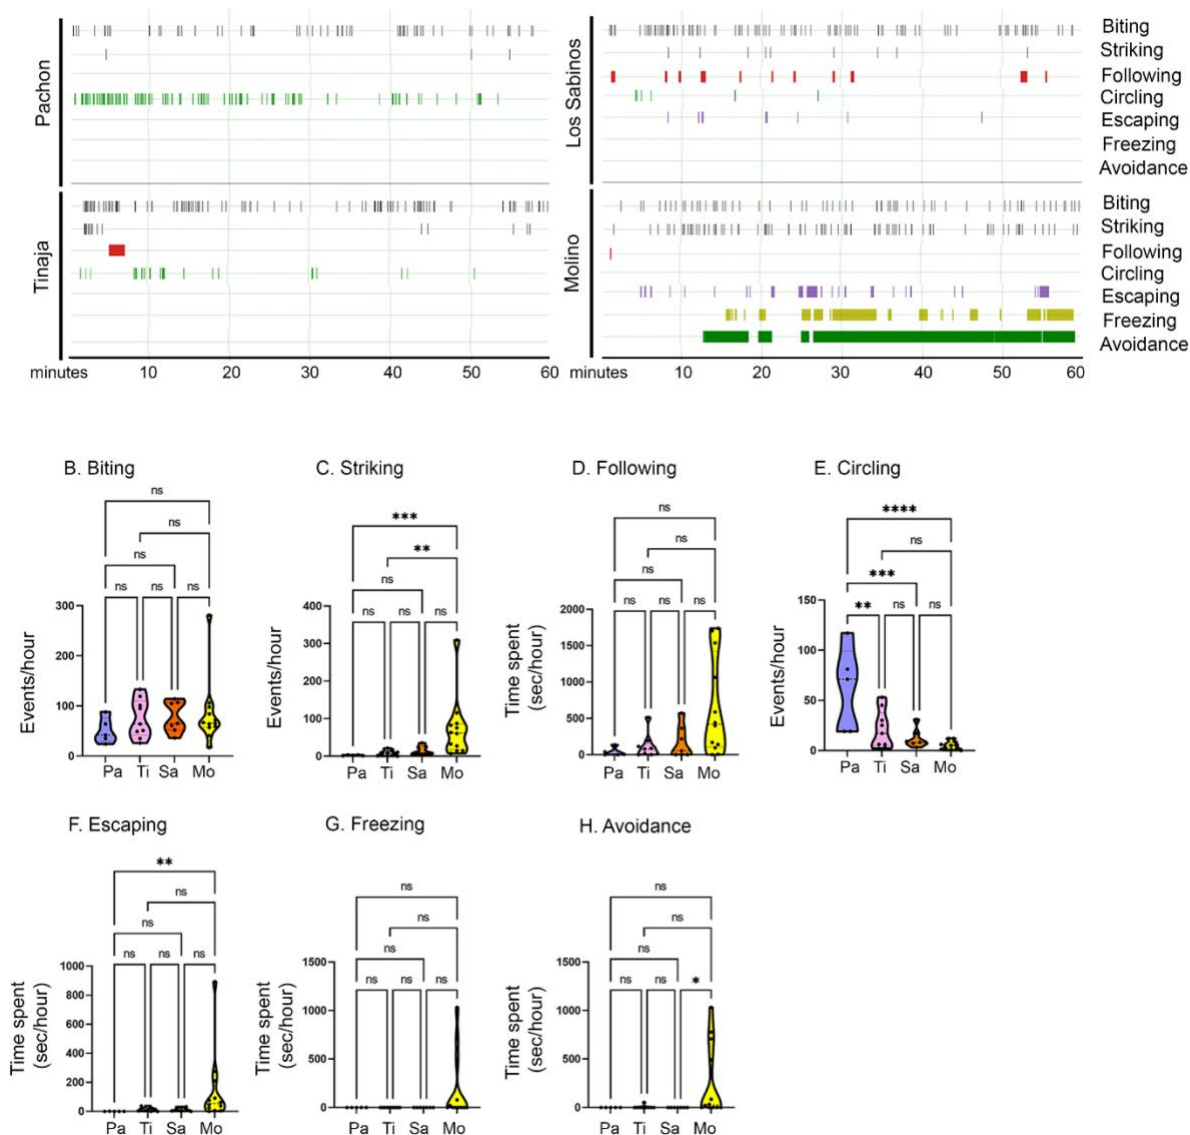 Pachon
Tinaja
minutes 10 20 30 40 50 60
Los Sabinos
Biting
Striking
Following
Circling
Escaping
Freezing
Avoidance
Molino
Biting
Striking
Following
Circling
Escaping
Freezing
Avoidance
minutes 10 20 30 40 50 60
B. Biting
ns
ns
ns
ns ns ns
Events/hour
300
200
100
0
Pa Ti Sa Mo
C. Striking
***
**
ns
ns ns ns
Events/hour
400
300
200
100
0
Pa Ti Sa Mo
D. Following
ns
ns
ns
ns ns ns
Time spent
(sec/hour)
2000
1500
1000
500
0
Pa Ti Sa Mo
E. Circling
****
ns
***
** ns ns
Events/hour
150
100
50
0
Pa Ti Sa Mo
F. Escaping
**
ns
ns
ns ns ns
Time spent
(sec/hour)
1000
800
600
400
200
0
Pa Ti Sa Mo
G. Freezing
ns
ns
ns
ns ns ns
Time spent
(sec/hour)
1500
1000
500
0
Pa Ti Sa Mo
H. Avoidance
ns
ns
ns
ns ns *
Time spent
(sec/hour)
1500
1000
500
0
Pa Ti Sa Mo